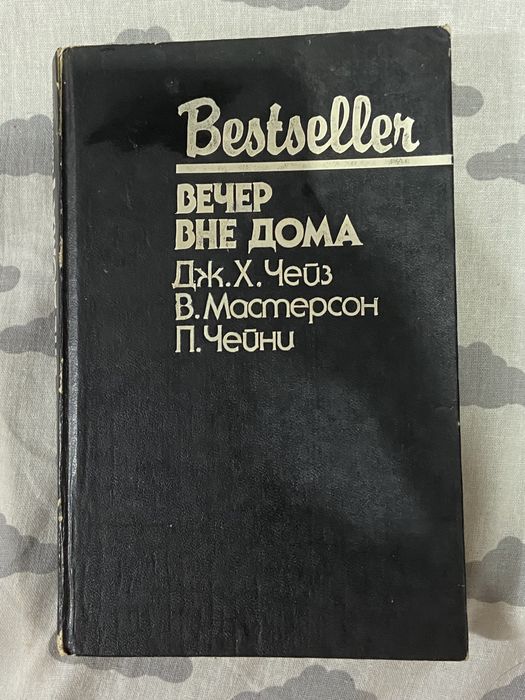 Bestseller
ВЕЧЕР
ВНЕ ДОМА
Дж.Х.Чейз
В.Мастерсон
П.Чейни